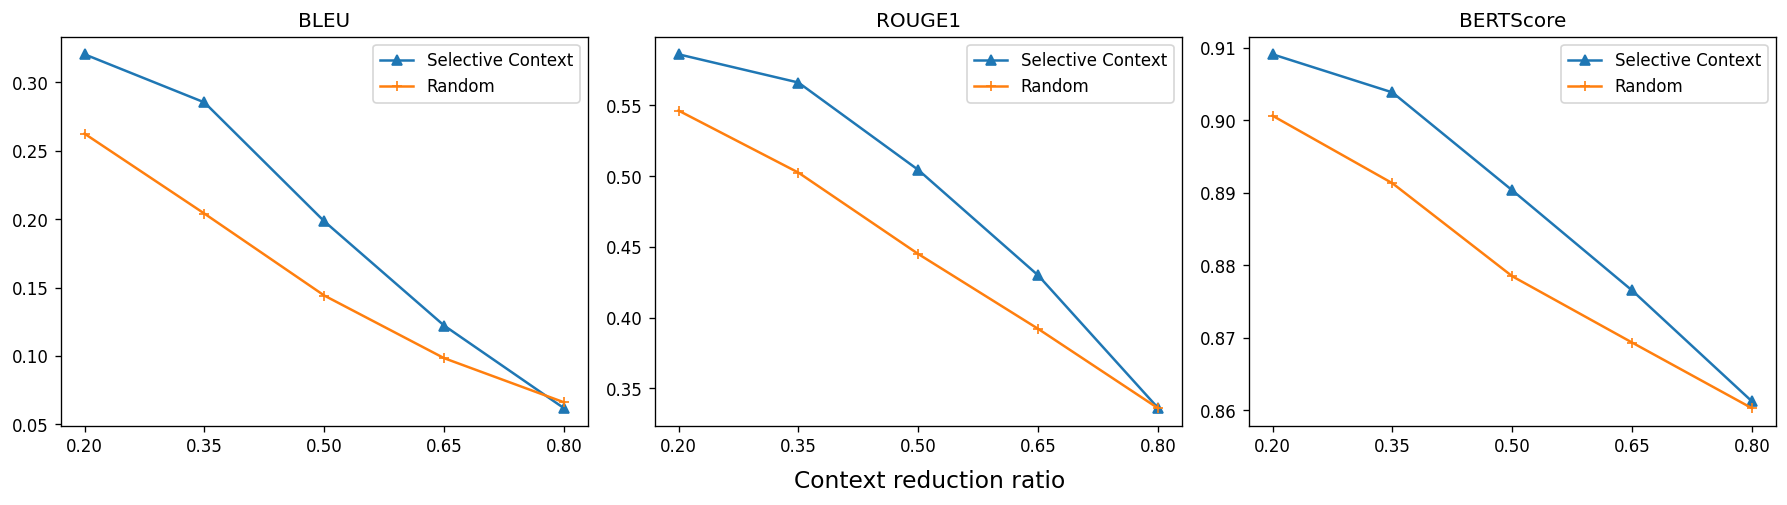 BLEU
Selective Context
Random
0.30
0.25
0.20
0.15
0.10
0.05
0.20 0.35 0.50 0.65 0.80
ROUGE1
Selective Context
Random
0.55
0.50
0.45
0.40
0.35
0.20 0.35 0.50 0.65 0.80
BERTScore
Selective Context
Random
0.91
0.90
0.89
0.88
0.87
0.86
0.20 0.35 0.50 0.65 0.80
Context reduction ratio